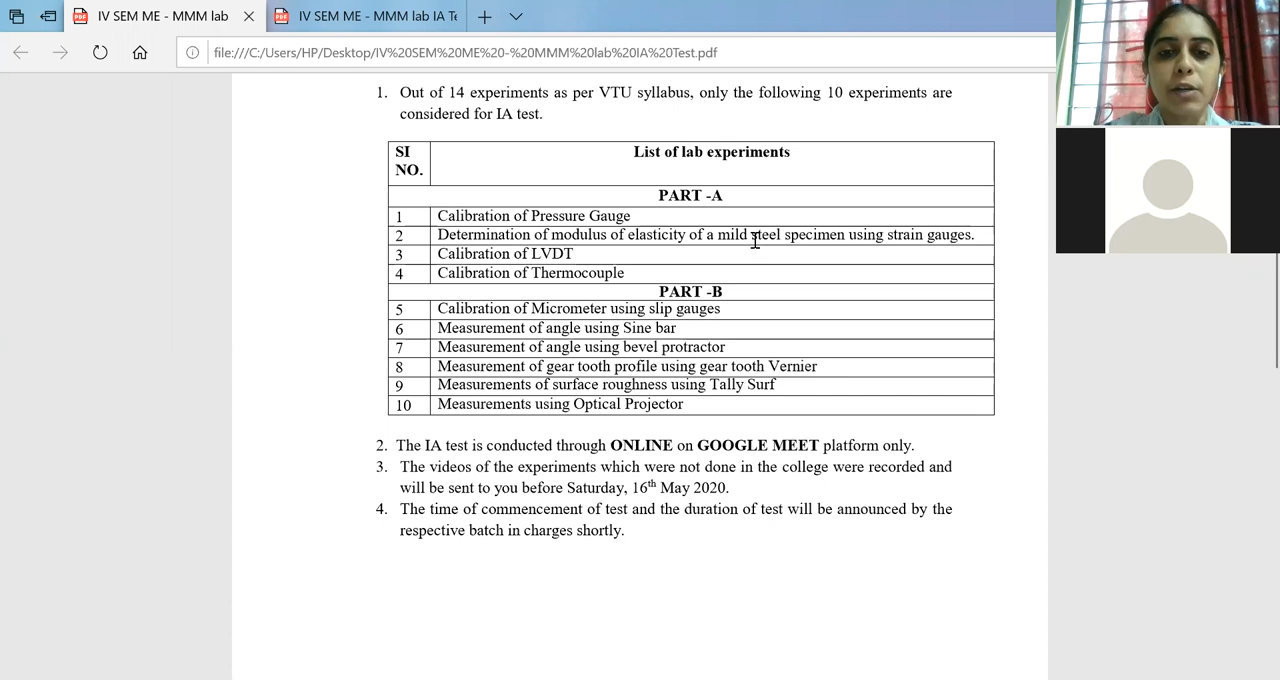 IV SEM ME - MMM lab
IV SEM ME - MMM lab IA Te
file:///C:/Users/HP/Desktop/IV%20SEM%20ME%20-%20MMM%20lab%20IA%20Test.pdf
1. Out of 14 experiments as per VTU syllabus, only the following 10 experiments are
considered for IA test.
SI NO. List of lab experiments
PART -A
1 Calibration of Pressure Gauge
2 Determination of modulus of elasticity of a mild steel specimen using strain gauges.
3 Calibration of LVDT
4 Calibration of Thermocouple
PART -B
5 Calibration of Micrometer using slip gauges
6 Measurement of angle using Sine bar
7 Measurement of angle using bevel protractor
8 Measurement of gear tooth profile using gear tooth Vernier
9 Measurements of surface roughness using Tally Surf
10 Measurements using Optical Projector
2. The IA test is conducted through ONLINE on GOOGLE MEET platform only.
3. The videos of the experiments which were not done in the college were recorded and
will be sent to you before Saturday, 16th May 2020.
4. The time of commencement of test and the duration of test will be announced by the
respective batch in charges shortly.